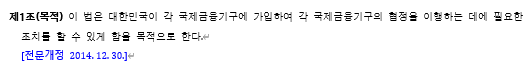 제1조(목적) 이 법은 대한민국이 각 국제금융기구에 가입하여 각 국제금융기구의 협정을 이행하는 데에 필요한
조치를 할 수 있게 함을 목적으로 한다.
[전문개정 2014. 12. 30.]